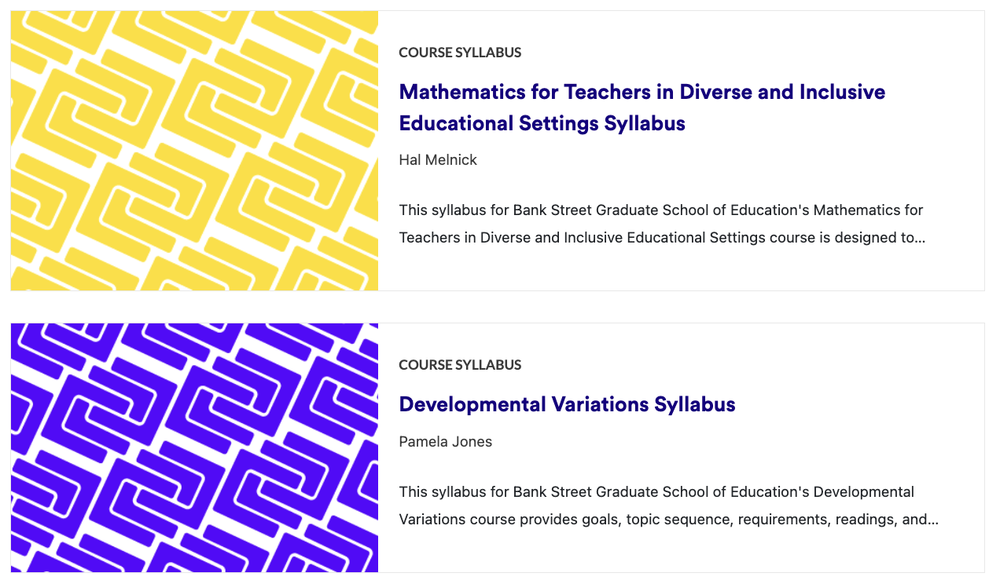 COURSE SYLLABUS
Mathematics for Teachers in Diverse and Inclusive
Educational Settings Syllabus
Hal Melnick
This syllabus for Bank Street Graduate School of Education's Mathematics for
Teachers in Diverse and Inclusive Educational Settings course is designed to...
COURSE SYLLABUS
Developmental Variations Syllabus
Pamela Jones
This syllabus for Bank Street Graduate School of Education's Developmental
Variations course provides goals, topic sequence, requirements, readings, and...